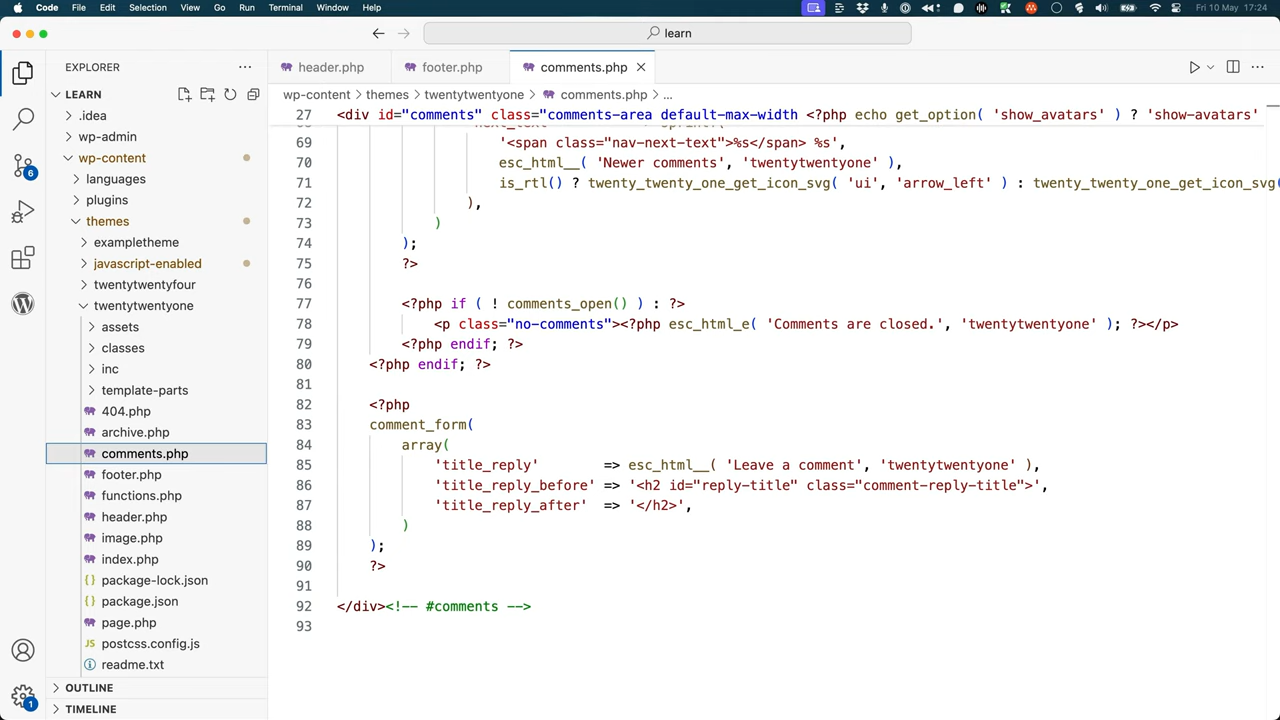 Code File Edit Selection View Go Run Terminal Window Help Fri 10 May 17:24
learn
EXPLORER
header.php
footer.php
comments.php
LEARN
wp-content > themes > twentytwentyone > comments.php > ...
.idea
wp-admin
wp-content
languages
plugins
themes
exampletheme
javascript-enabled
twentytwentyfour
twentytwentyone
assets
classes
inc
template-parts
404.php
archive.php
comments.php
footer.php
functions.php
header.php
image.php
index.php
package-lock.json
package.json
page.php
postcss.config.js
readme.txt
OUTLINE
TIMELINE
6
1
27 <div id="comments" class="comments-area default-max-width <?php echo get_option( 'show_avatars' ) ? 'show-avatars'
69 '<span class="nav-next-text">%s</span> %s',
70 esc_html__( 'Newer comments', 'twentytwentyone' ),
71 is_rtl() ? twenty_twenty_one_get_icon_svg( 'ui', 'arrow_left' ) : twenty_twenty_one_get_icon_svg(
72 ),
73 )
74 );
75 ?>
76
77 <?php if ( ! comments_open() ) : ?>
78 <p class="no-comments"><?php esc_html_e( 'Comments are closed.', 'twentytwentyone' ); ?></p>
79 <?php endif; ?>
80 <?php endif; ?>
81
82 <?php
83 comment_form(
84 array(
85 'title_reply' => esc_html__( 'Leave a comment', 'twentytwentyone' ),
86 'title_reply_before' => '<h2 id="reply-title" class="comment-reply-title">',
87 'title_reply_after' => '</h2>',
88 )
89 );
90 ?>
91
92 </div><!-- #comments -->
93